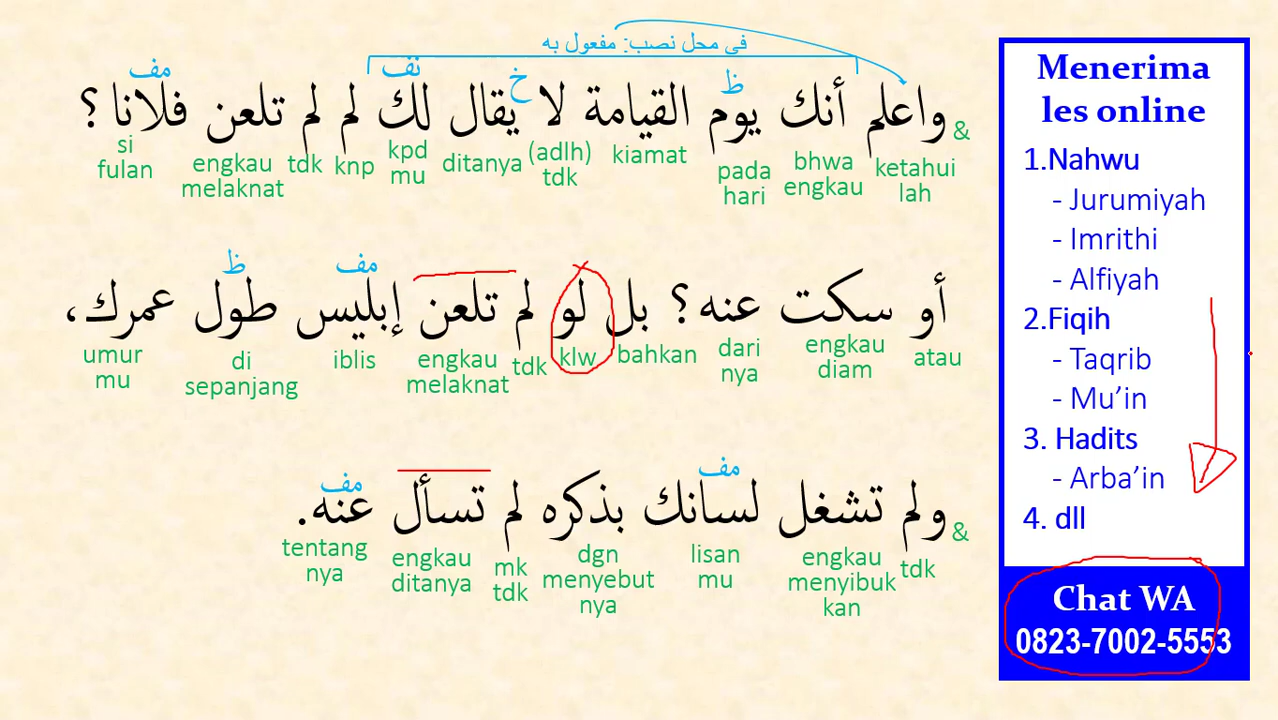 في محل نصب: مفعول به
ظ خ نف مف
& واعلم أنك يوم القيامة لا يقال لك لم لم تلعن فلانا ؟
ketahui lah bhwa engkau pada hari kiamat (adlh) tdk ditanya kpd mu knp tdk engkau melaknat si fulan
مف ظ
أو سكت عنه ؟ بل لو لم تلعن إبليس طول عمرك،
atau engkau diam dari nya bahkan klw tdk engkau melaknat iblis di sepanjang umur mu
مف مف
& ولم تشغل لسانك بذكره لم تسأل عنه.
tdk engkau menyibuk kan lisan mu dgn menyebut nya mk tdk engkau ditanya tentang nya
Menerima
les online
1.Nahwu
- Jurumiyah
- Imrithi
- Alfiyah
2.Fiqih
- Taqrib
- Mu’in
3. Hadits
- Arba’in
4. dll
Chat WA
0823-7002-5553